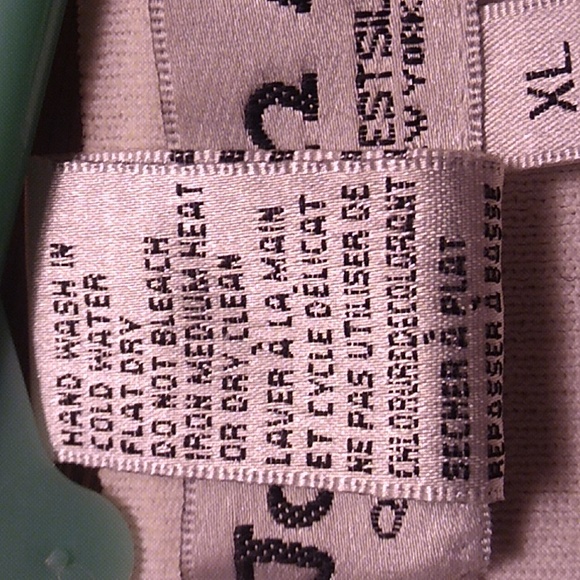 HAND WASH IN
COLD WATER
FLAT DRY
DO NOT BLEACH
IRON MEDIUM HEAT
OR DRY CLEAN
LAVER À LA MAIN
ET CYCLE DÉLICAT
NE PAS UTILISER DE
CHLORUREDECOLORANT
SECHER À PLAT
REPASSER À BASSE
XL